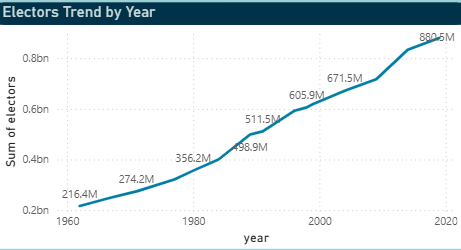 Electors Trend by Year
880.5M
0.8bn
671.5M
605.9M
0.6bn
511.5M
498.9M
356.2M
0.4bn
274.2M
216.4M
0.2bn
1960
1980
2000
2020
year
Sum of electors